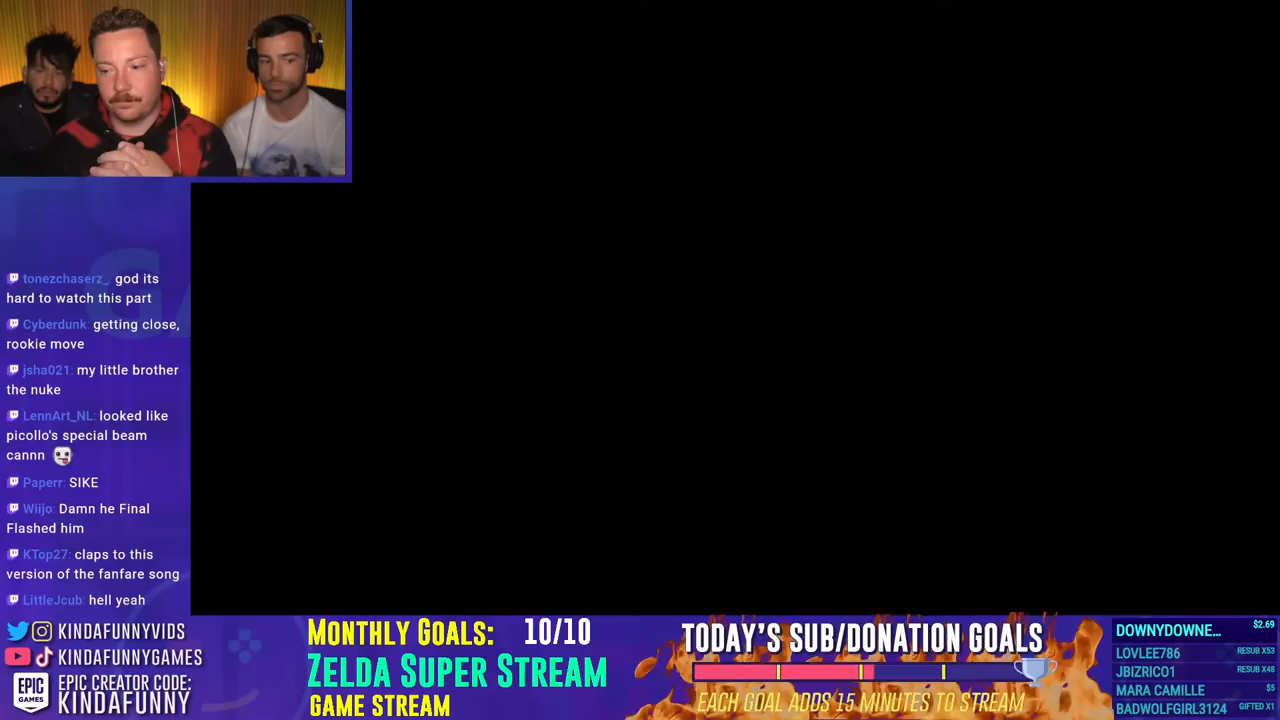 tonezchaserz_: god its
hard to watch this part
Cyberdunk: getting close,
rookie move
jsha021: my little brother
the nuke
LennArt_NL: looked like
picollo's special beam
cannn
Paperr: SIKE
Wiijo: Damn he Final
Flashed him
KTop27: claps to this
version of the fanfare song
LittleJcub: hell yeah
KINDAFUNNYVIDS
KINDAFUNNYGAMES
EPIC GAMES
EPIC CREATOR CODE:
KINDAFUNNY
MONTHLY GOALS: 10/10
ZELDA SUPER STREAM
GAME STREAM
TODAY'S SUB/DONATION GOALS
EACH GOAL ADDS 15 MINUTES TO STREAM
DOWNYDOWNE... $2.69
LOVLEE786 RESUB X53
JBIZRICO1 RESUB X48
MARA CAMILLE $5
BADWOLFGIRL3124 GIFTED X1